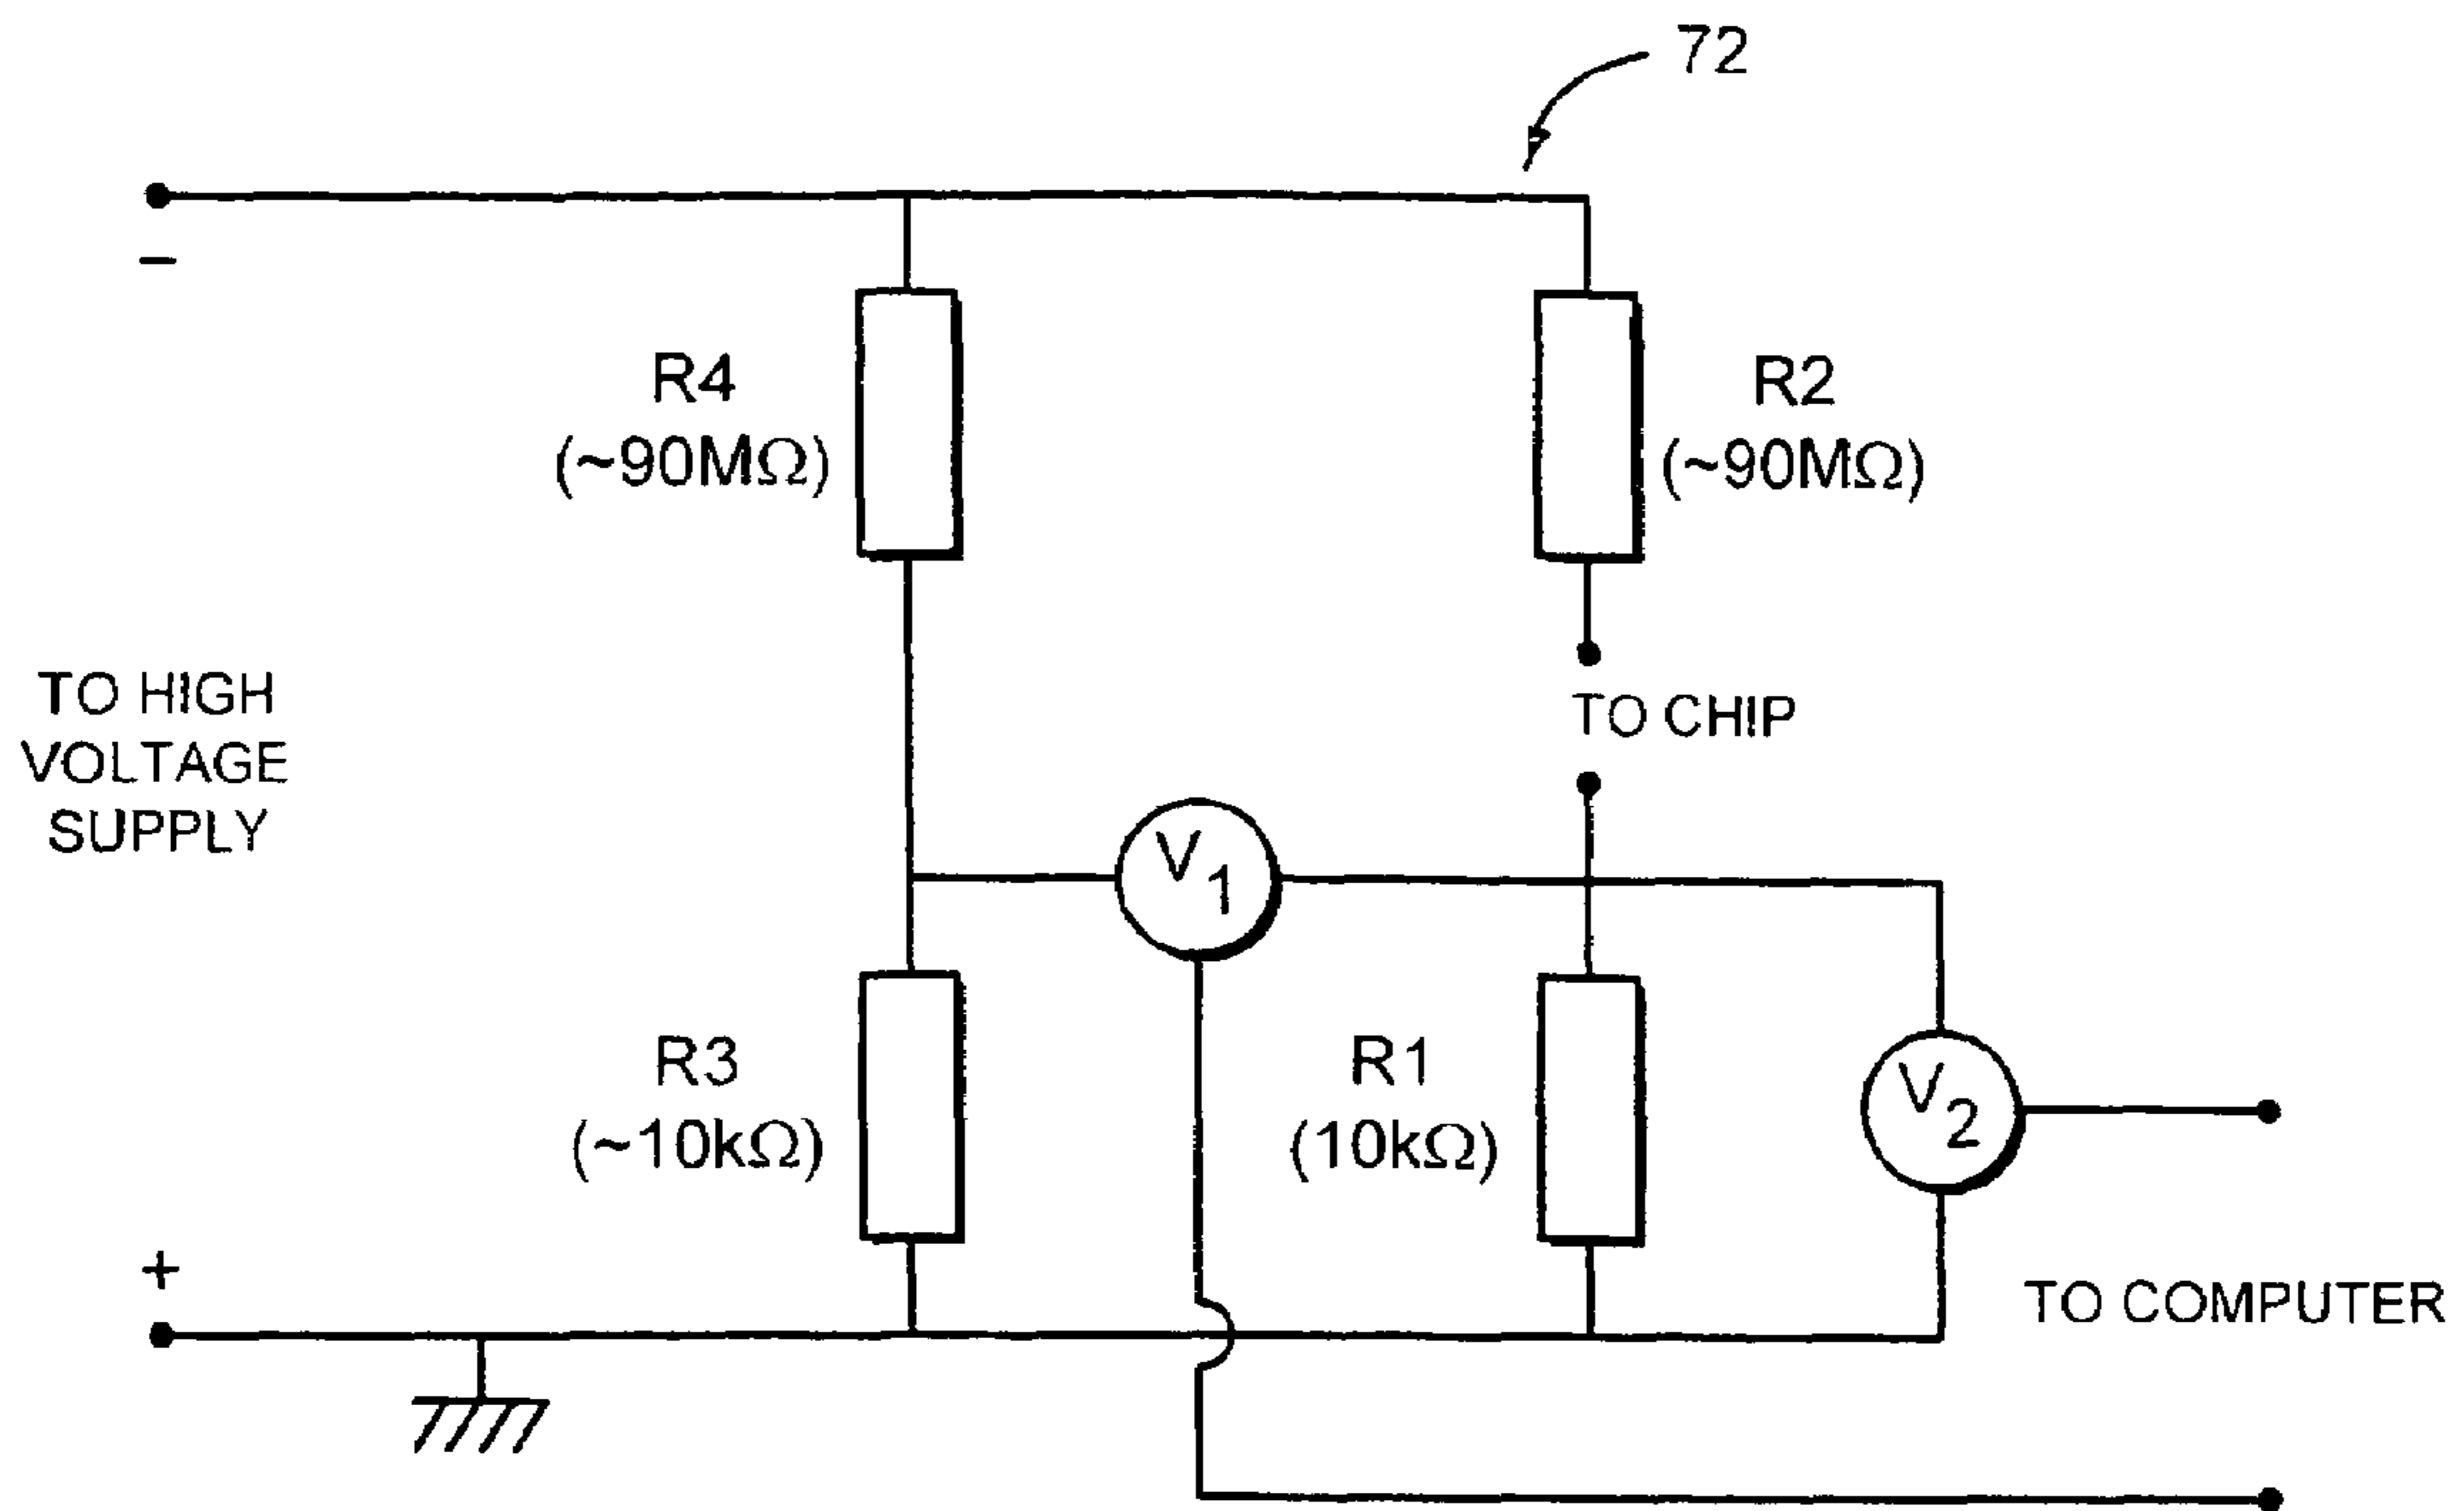 72
−
R4
(~90MΩ)
R2
(~90MΩ)
TO HIGH
VOLTAGE
SUPPLY
TO CHIP
V1
R3
(~10kΩ)
R1
(10kΩ)
V2
+
TO COMPUTER